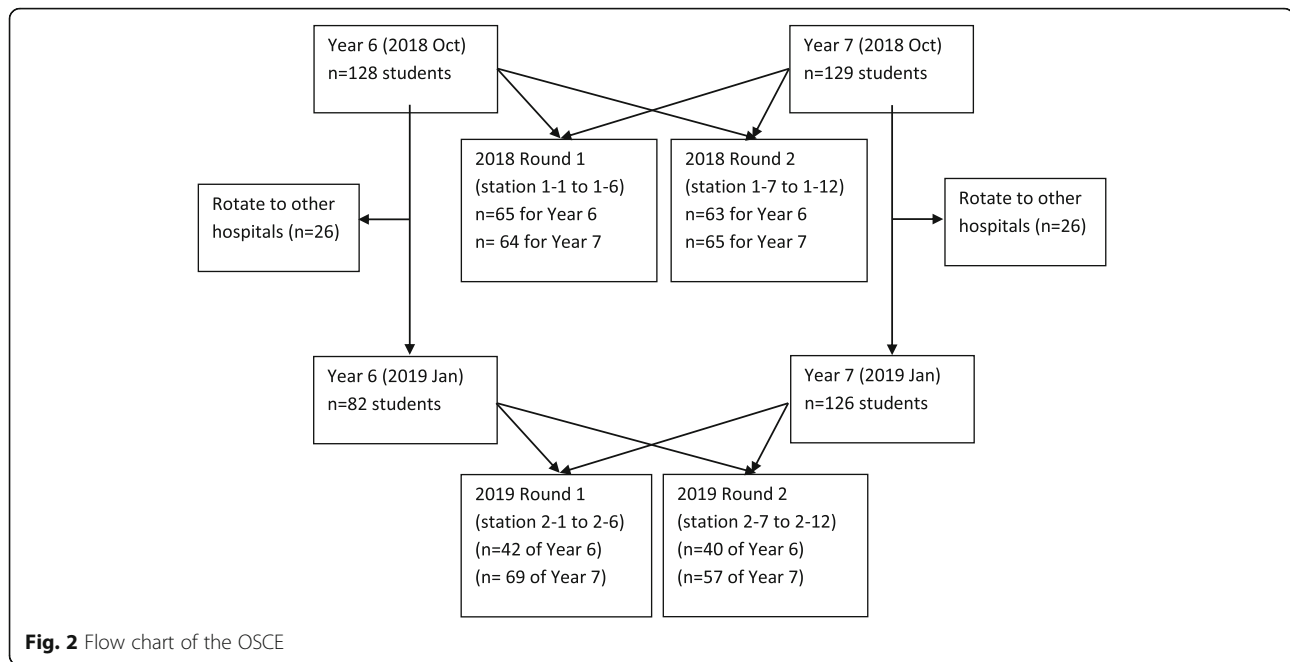 Year 6 (2018 Oct)
n=128 students
Year 7 (2018 Oct)
n=129 students
2018 Round 1
(station 1-1 to 1-6)
n=65 for Year 6
n= 64 for Year 7
2018 Round 2
(station 1-7 to 1-12)
n=63 for Year 6
n=65 for Year 7
Rotate to other
hospitals (n=26)
Rotate to other
hospitals (n=26)
Year 6 (2019 Jan)
n=82 students
Year 7 (2019 Jan)
n=126 students
2019 Round 1
(station 2-1 to 2-6)
(n=42 of Year 6)
(n= 69 of Year 7)
2019 Round 2
(station 2-7 to 2-12)
(n=40 of Year 6)
(n=57 of Year 7)
Fig. 2 Flow chart of the OSCE